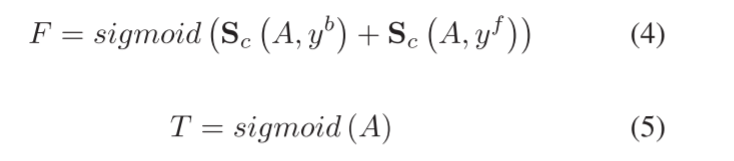 F = sigmoid (S_c (A, y^b) + S_c (A, y^f)) (4)
T = sigmoid (A) (5)